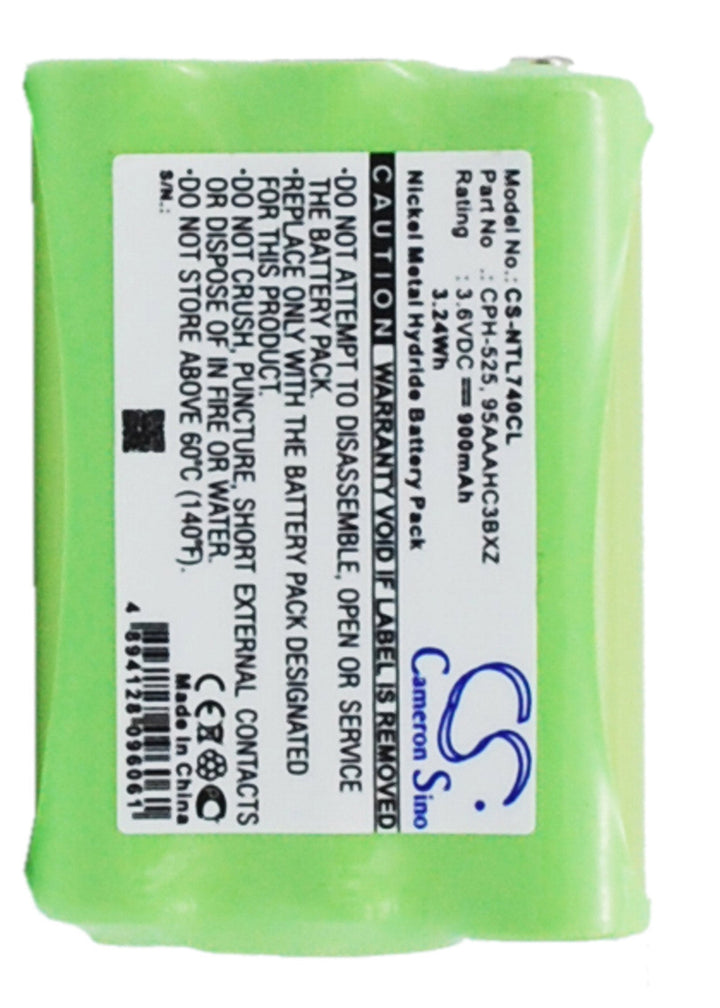 Model No.: CS-NTL740CL
Part No .: CPH-525, 95AAAHC3BXZ
Rating : 3.6VDC 900mAh
Nickel Metal Hydride Battery Pack
3.24Wh
CS
Cameron Sino
CAUTION WARRANTY VOID IF LABEL IS REMOVED
·DO NOT ATTEMPT TO DISASSEMBLE, OPEN OR SERVICE
THE BATTERY PACK.
·REPLACE ONLY WITH THE BATTERY PACK DESIGNATED
FOR THIS PRODUCT.
·DO NOT CRUSH, PUNCTURE, SHORT EXTERNAL CONTACTS
OR DISPOSE OF IN FIRE OR WATER.
·DO NOT STORE ABOVE 60℃ (140℉).
S/N.:
CE
Made In China
4 894128 096061